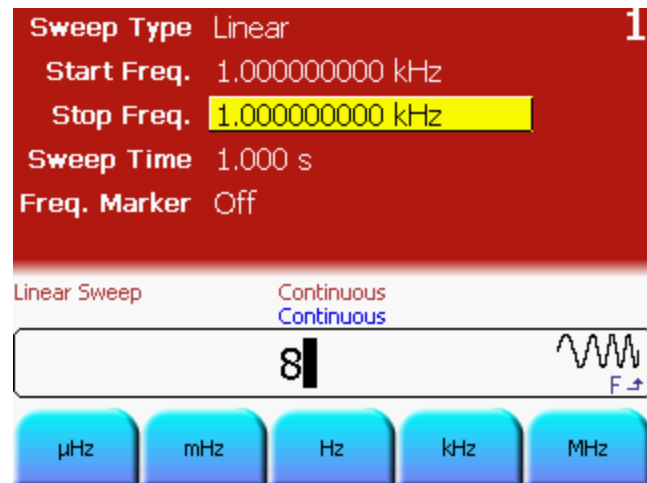 Sweep Type Linear 1
Start Freq. 1.000000000 kHz
Stop Freq. 1.000000000 kHz
Sweep Time 1.000 s
Freq. Marker Off
Linear Sweep Continuous
Continuous
8
F
µHz mHz Hz kHz MHz